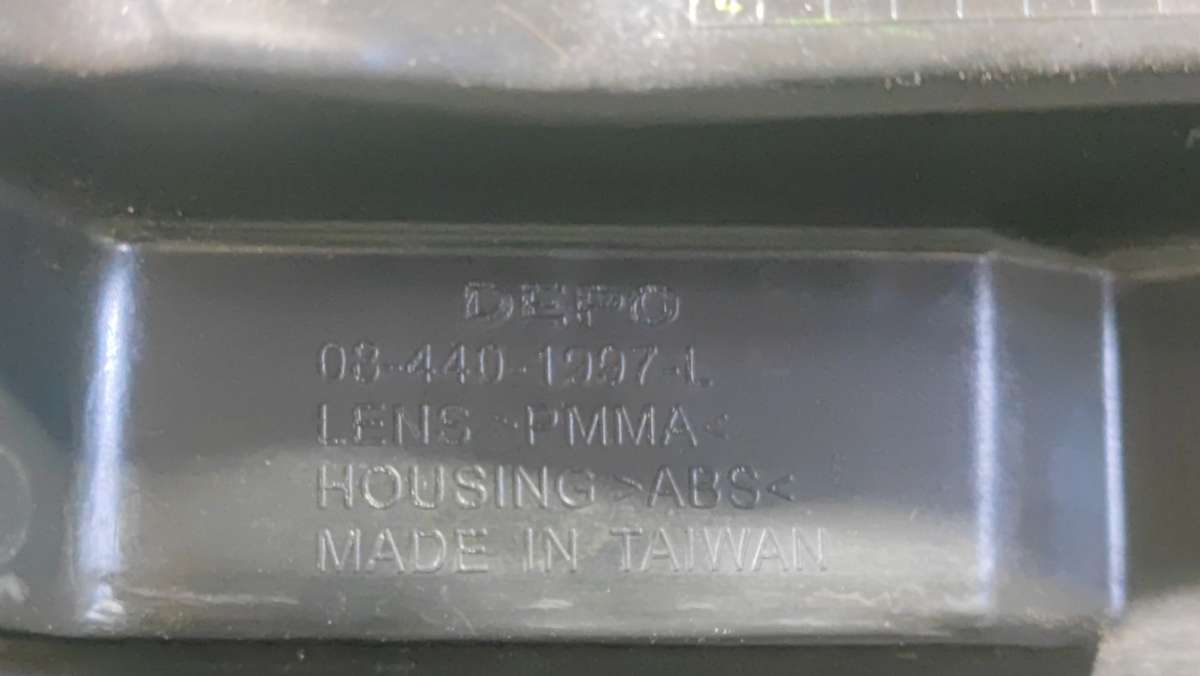 DEPO
08-440-1997-L
LENS >PMMA<
HOUSING >ABS<
MADE IN TAIWAN